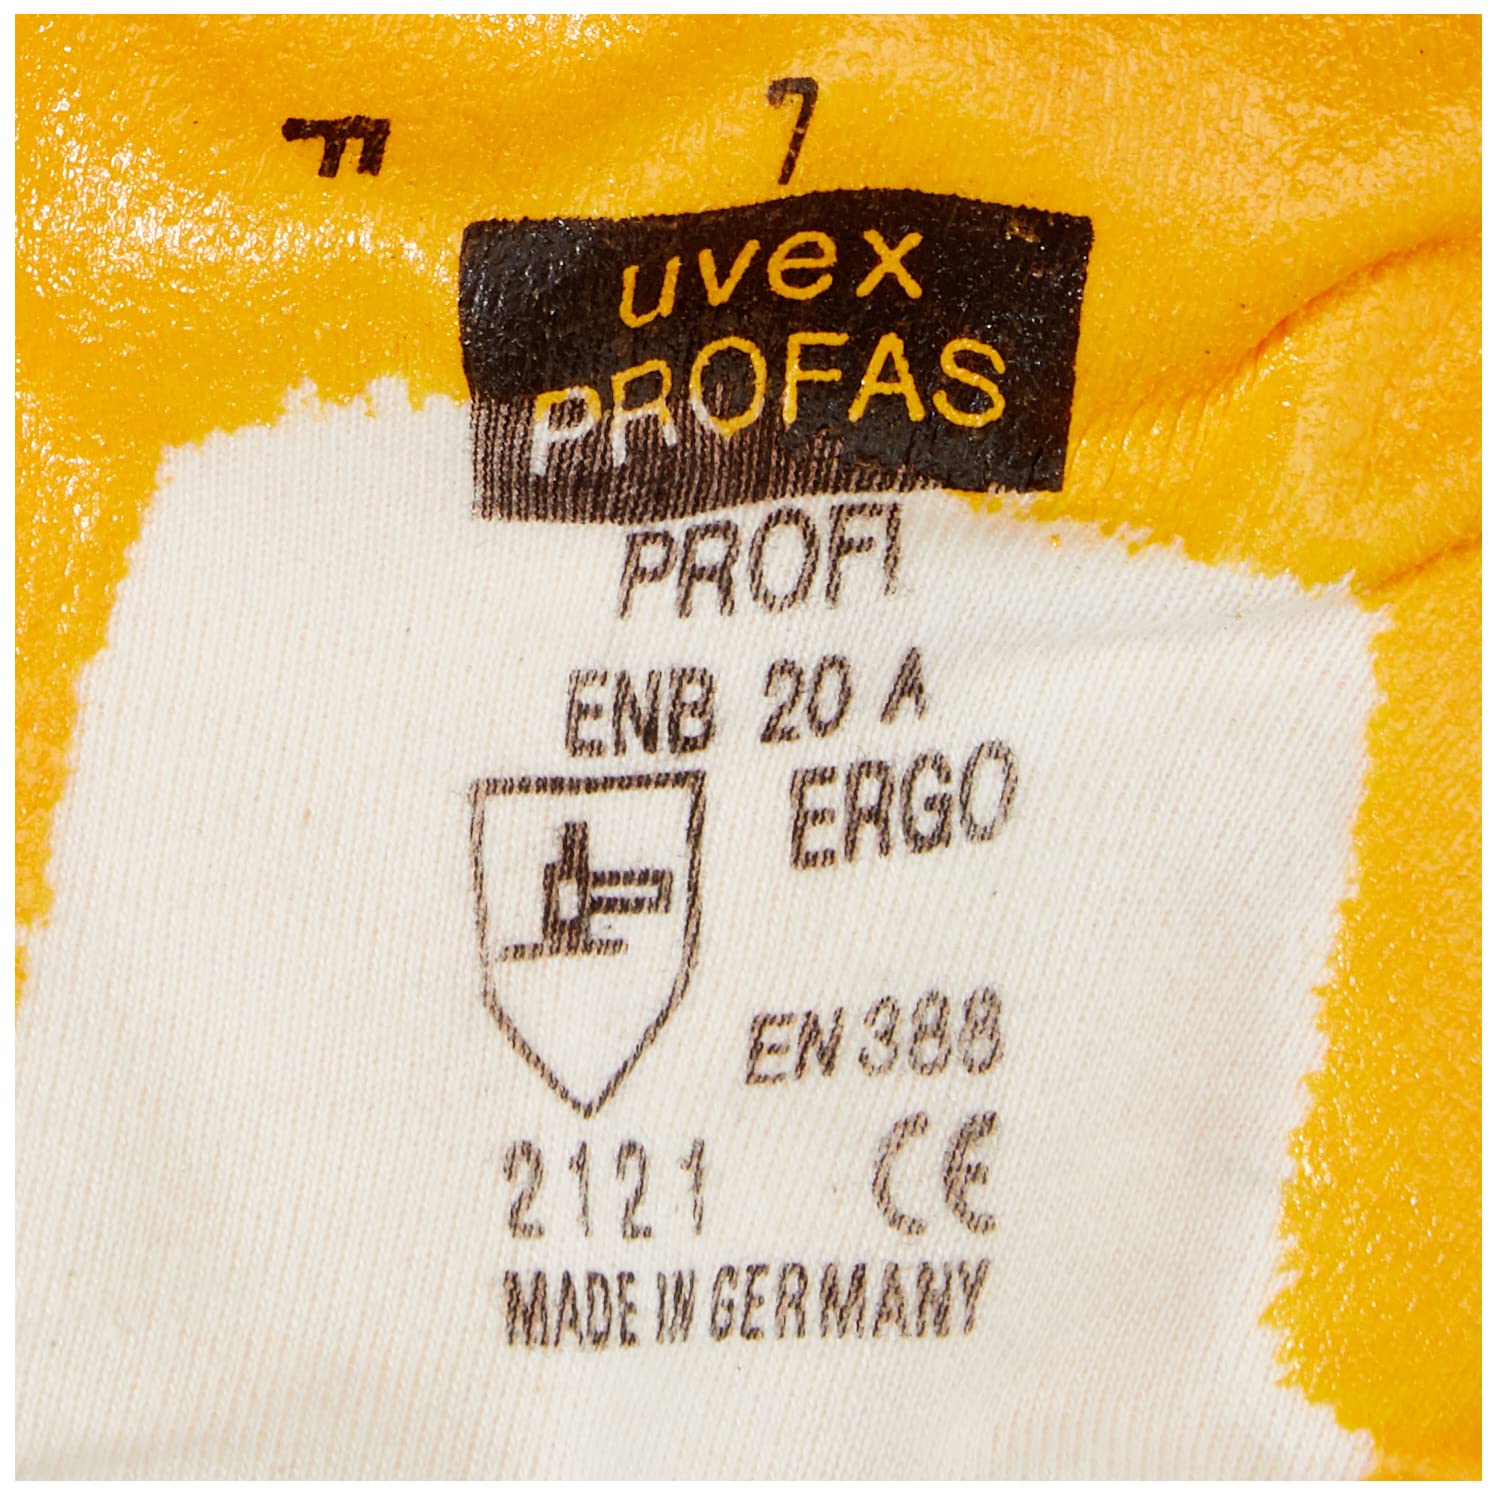 7
uvex
PROFAS
PROFI
ENB 20 A
ERGO
EN 388
2121 CE
MADE IN GERMANY